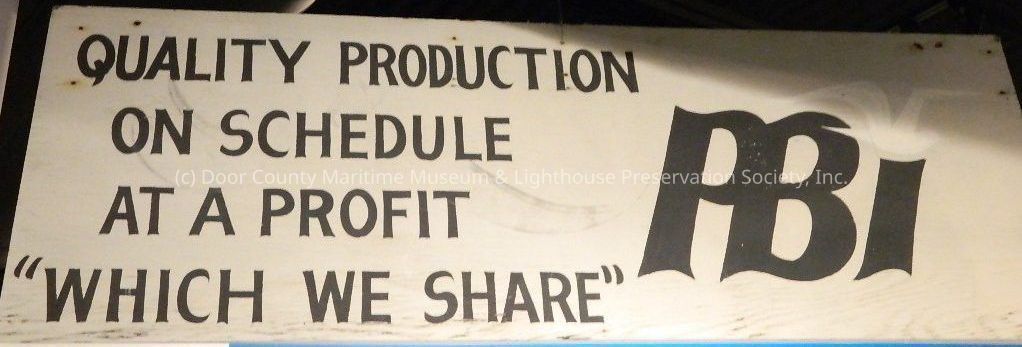 QUALITY PRODUCTION
ON SCHEDULE
AT A PROFIT
"WHICH WE SHARE"
PBI
(c) Door County Maritime Museum & Lighthouse Preservation Society, Inc.